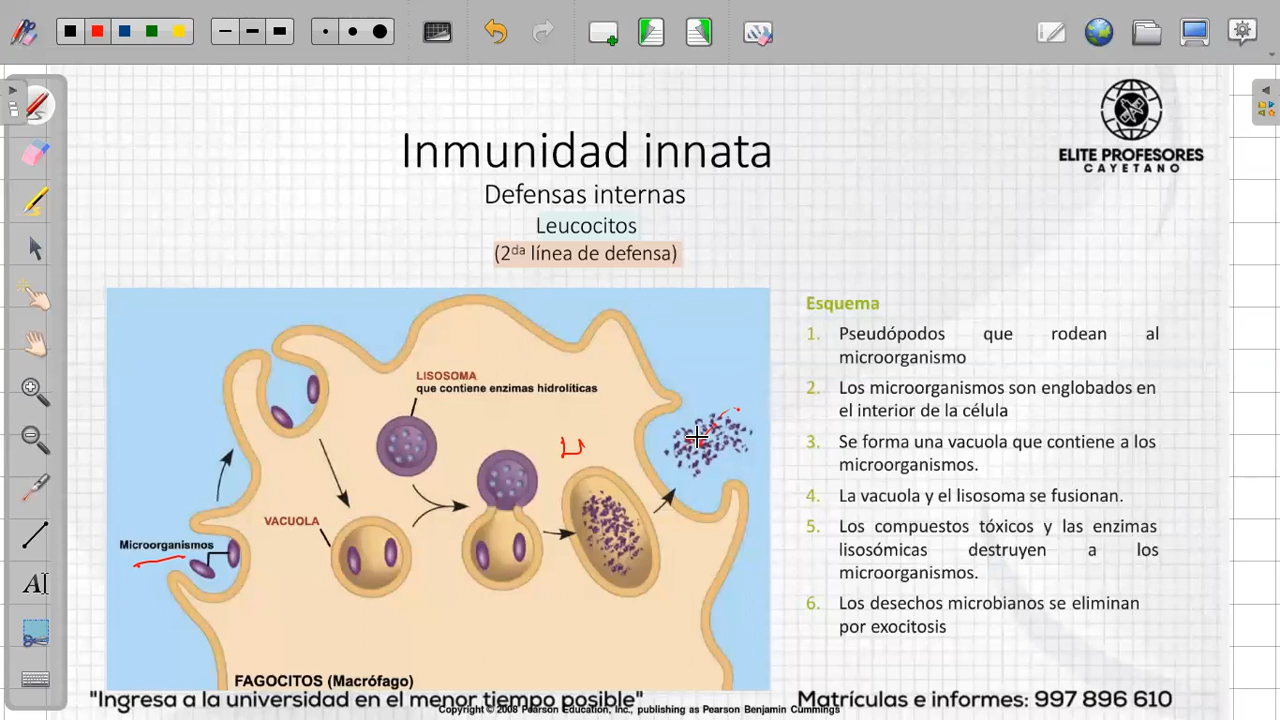 Inmunidad innata
Defensas internas
Leucocitos
(2da línea de defensa)
ELITE PROFESORES
CAYETANO
LISOSOMA
que contiene enzimas hidrolíticas
VACUOLA
Microorganismos
FAGOCITOS (Macrófago)
Esquema
1. Pseudópodos que rodean al
microorganismo
2. Los microorganismos son englobados en
el interior de la célula
3. Se forma una vacuola que contiene a los
microorganismos.
4. La vacuola y el lisosoma se fusionan.
5. Los compuestos tóxicos y las enzimas
lisosómicas destruyen a los
microorganismos.
6. Los desechos microbianos se eliminan
por exocitosis
"Ingresa a la universidad en el menor tiempo posible"
Matrículas e informes: 997 896 610
Copyright © 2008 Pearson Education, Inc., publishing as Pearson Benjamin Cummings